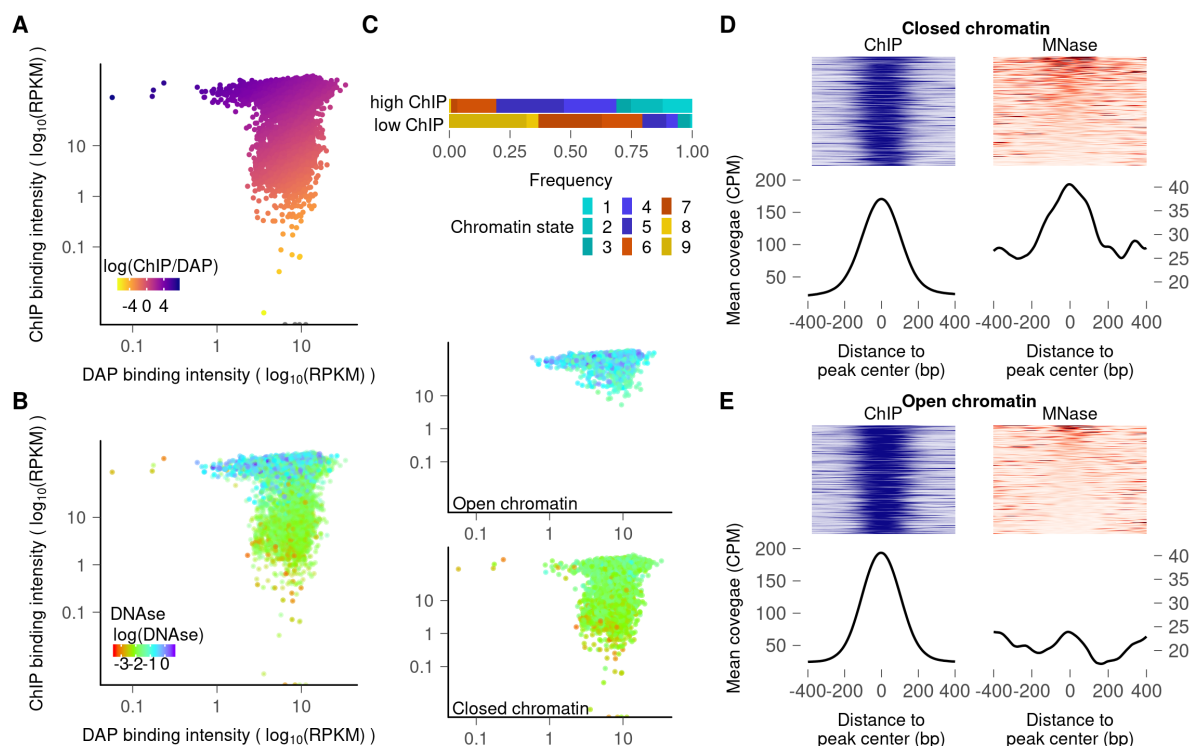 A
ChIP binding intensity ( log10(RPKM) )
10
1
0.1
log(ChIP/DAP)
-4 0 4
0.1 1 10
DAP binding intensity ( log10(RPKM) )
B
ChIP binding intensity ( log10(RPKM) )
10
1
0.1
DNAse
log(DNAse)
-3-2-1 0
0.1 1 10
DAP binding intensity ( log10(RPKM) )
C
high ChIP
low ChIP
0.00 0.25 0.50 0.75 1.00
Frequency
Chromatin state
1 4 7
2 5 8
3 6 9
10
1
0.1
Open chromatin
0.1 1 10
10
1
0.1
Closed chromatin
0.1 1 10
D
Closed chromatin
ChIP MNase
Mean covegae (CPM)
200
150
100
50
40
35
30
25
20
-400-200 0 200 400
-400-200 0 200 400
Distance to
peak center (bp)
Distance to
peak center (bp)
E
Open chromatin
ChIP MNase
Mean covegae (CPM)
200
150
100
50
40
35
30
25
20
-400-200 0 200 400
-400-200 0 200 400
Distance to
peak center (bp)
Distance to
peak center (bp)